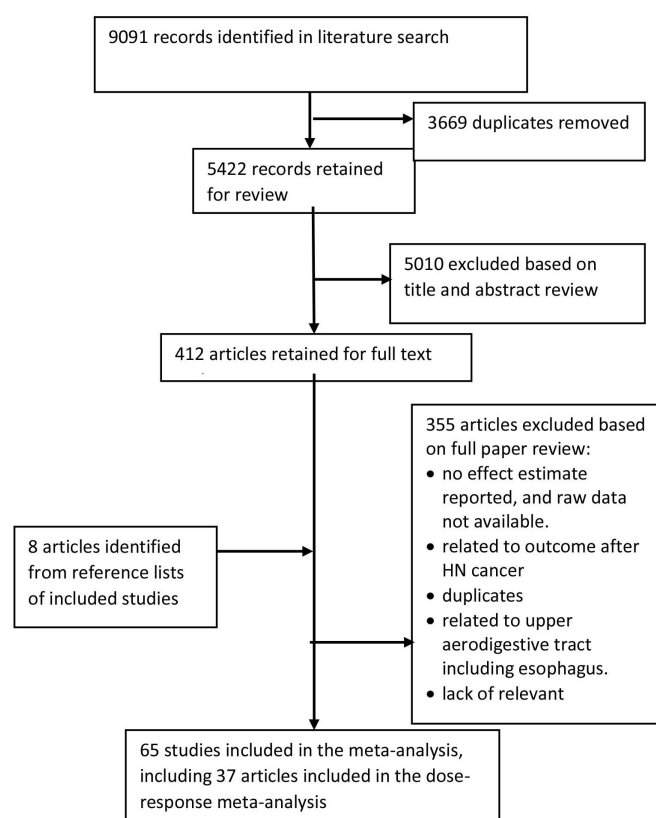 9091 records identified in literature search
3669 duplicates removed
5422 records retained
for review
5010 excluded based on
title and abstract review
412 articles retained for full text
355 articles excluded based
on full paper review:
• no effect estimate
reported, and raw data
not available.
• related to outcome after
HN cancer
• duplicates
• related to upper
aerodigestive tract
including esophagus.
• lack of relevant
8 articles identified
from reference lists
of included studies
65 studies included in the meta-analysis,
including 37 articles included in the dose-
response meta-analysis